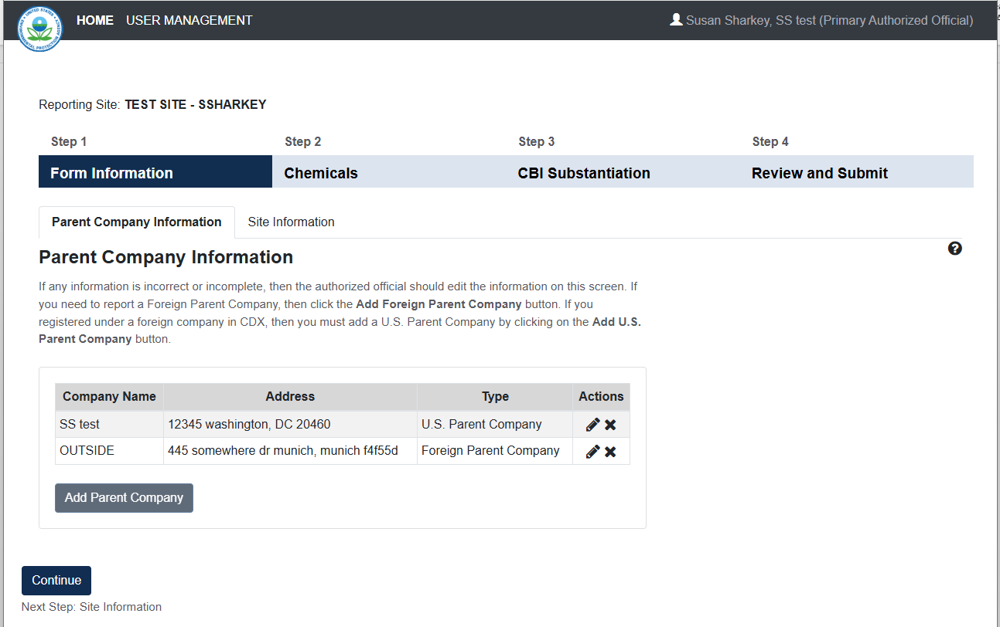 HOME USER MANAGEMENT Susan Sharkey, SS test (Primary Authorized Official)
UNITED STATES ENVIRONMENTAL PROTECTION AGENCY
Reporting Site: TEST SITE - SSHARKEY
Step 1 Step 2 Step 3 Step 4
Form Information Chemicals CBI Substantiation Review and Submit
Parent Company Information Site Information
Parent Company Information
If any information is incorrect or incomplete, then the authorized official should edit the information on this screen. If
you need to report a Foreign Parent Company, then click the Add Foreign Parent Company button. If you
registered under a foreign company in CDX, then you must add a U.S. Parent Company by clicking on the Add U.S.
Parent Company button.
Company Name Address Type Actions
SS test 12345 washington, DC 20460 U.S. Parent Company
OUTSIDE 445 somewhere dr munich, munich f4f55d Foreign Parent Company
Add Parent Company
Continue
Next Step: Site Information